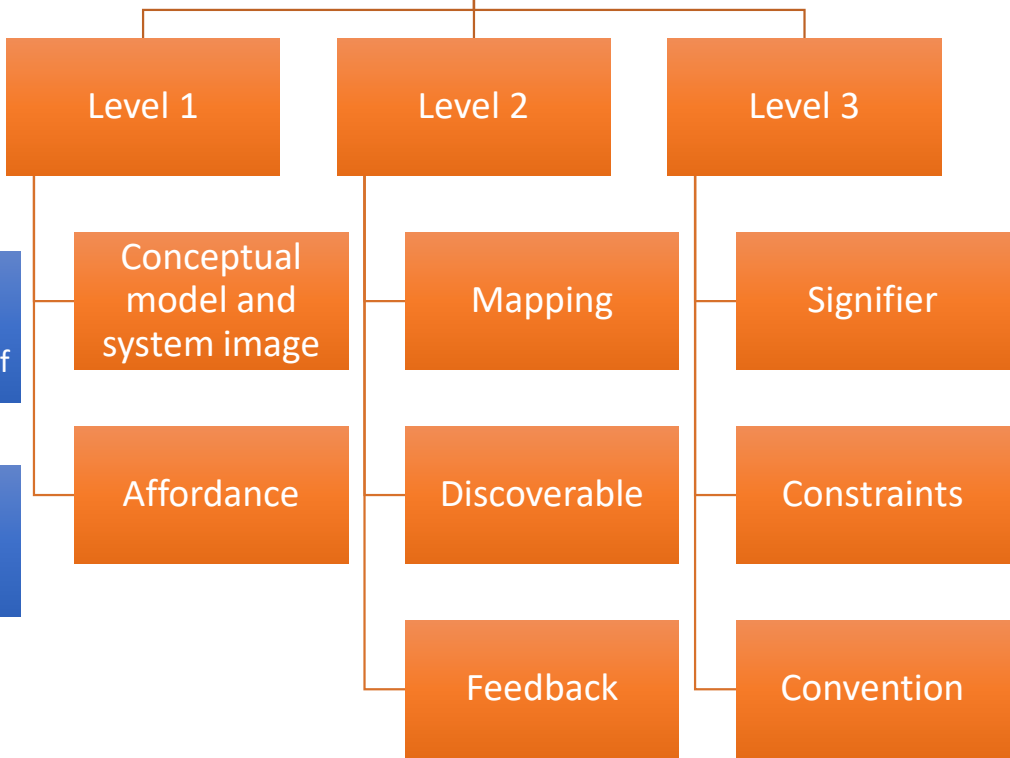 Level 1
Level 2
Level 3
Conceptual
model and
system image
Mapping
Signifier
f
Affordance
Discoverable
Constraints
Feedback
Convention